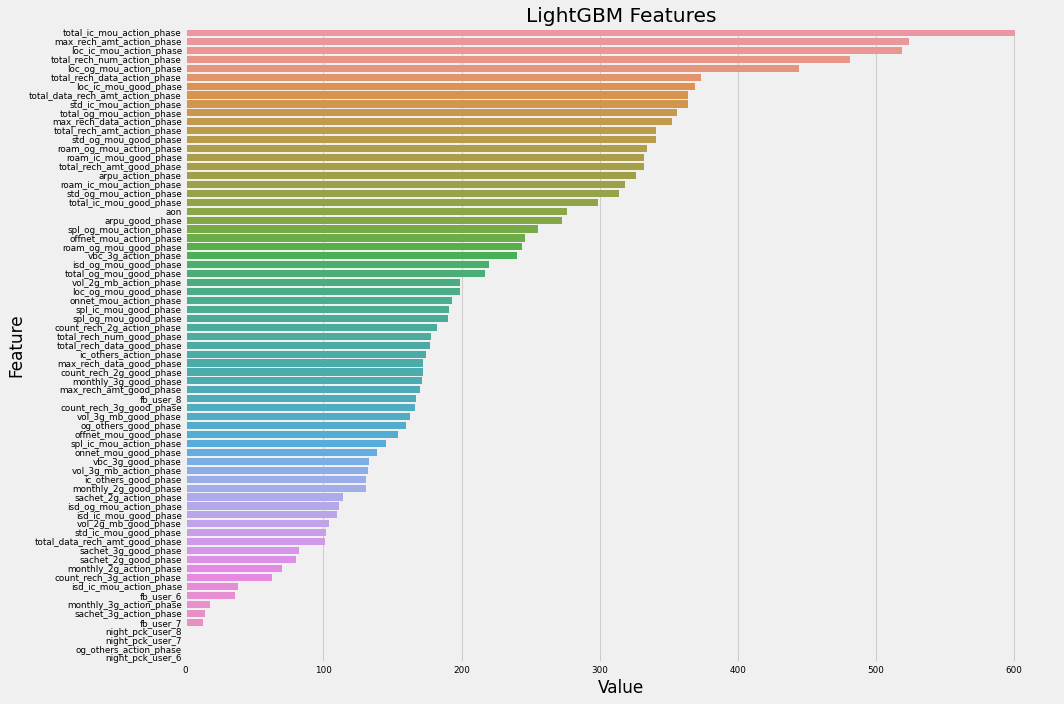 LightGBM Features
total_ic_mou_action_phase
max_rech_amt_action_phase
loc_ic_mou_action_phase
total_rech_num_action_phase
loc_og_mou_action_phase
total_rech_data_action_phase
loc_ic_mou_good_phase
total_data_rech_amt_action_phase
std_ic_mou_action_phase
total_og_mou_action_phase
max_rech_data_action_phase
total_rech_amt_action_phase
std_og_mou_good_phase
roam_og_mou_action_phase
roam_ic_mou_good_phase
total_rech_amt_good_phase
arpu_action_phase
roam_ic_mou_action_phase
std_og_mou_action_phase
total_ic_mou_good_phase
aon
arpu_good_phase
spl_og_mou_action_phase
offnet_mou_action_phase
roam_og_mou_good_phase
vbc_3g_action_phase
isd_og_mou_good_phase
total_og_mou_good_phase
vol_2g_mb_action_phase
loc_og_mou_good_phase
onnet_mou_action_phase
spl_ic_mou_good_phase
spl_og_mou_good_phase
count_rech_2g_action_phase
total_rech_num_good_phase
total_rech_data_good_phase
ic_others_action_phase
max_rech_data_good_phase
count_rech_2g_good_phase
monthly_3g_good_phase
max_rech_amt_good_phase
fb_user_8
count_rech_3g_good_phase
vol_3g_mb_good_phase
og_others_good_phase
offnet_mou_good_phase
spl_ic_mou_action_phase
onnet_mou_good_phase
vbc_3g_good_phase
vol_3g_mb_action_phase
ic_others_good_phase
monthly_2g_good_phase
sachet_2g_action_phase
isd_og_mou_action_phase
isd_ic_mou_good_phase
vol_2g_mb_good_phase
std_ic_mou_good_phase
total_data_rech_amt_good_phase
sachet_3g_good_phase
sachet_2g_good_phase
monthly_2g_action_phase
count_rech_3g_action_phase
isd_ic_mou_action_phase
fb_user_6
monthly_3g_action_phase
sachet_3g_action_phase
fb_user_7
night_pck_user_8
night_pck_user_7
og_others_action_phase
night_pck_user_6
Feature
0 100 200 300 400 500 600
Value